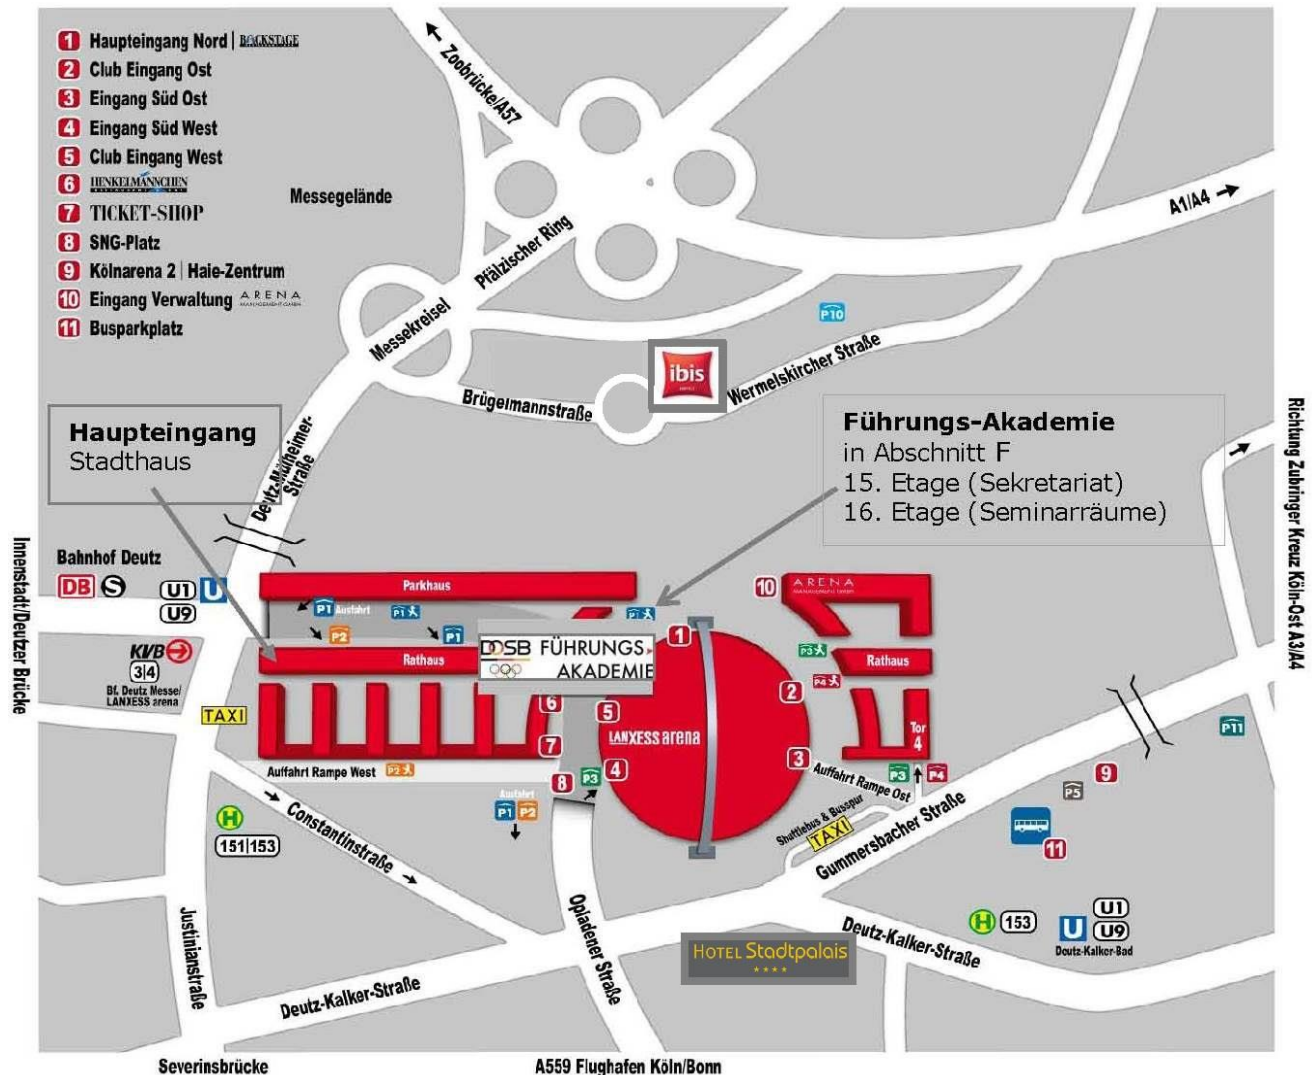 1 Haupteingang Nord | BACKSTAGE
2 Club Eingang Ost
3 Eingang Süd Ost
4 Eingang Süd West
5 Club Eingang West
6 HENKELMÄNNCHEN
7 TICKET-SHOP
8 SNG-Platz
9 Kölnarena 2 | Haie-Zentrum
10 Eingang Verwaltung ARENA MANAGEMENT GMBH
11 Busparkplatz
Zoobrücke/A57
Messegelände
A1/A4
Pfälzischer Ring
Messekreisel
P10
ibis
HOTEL
Brügelmannstraße
Wermelskircher Straße
Haupteingang
Stadthaus
Deutz-Mülheimer-
Straße
Führungs-Akademie
in Abschnitt F
15. Etage (Sekretariat)
16. Etage (Seminarräume)
Richtung Zubringer Kreuz Köln-Ost A3/A4
Innenstadt/Deutzer Brücke
Bahnhof Deutz
DB S U1 U
U9
KVB
3|4
Bf. Deutz Messe/
LANXESS arena
TAXI
Parkhaus
P1 Ausfahrt P1 P1
P2 P1
Rathaus
DOSB FÜHRUNGS
AKADEMIE
1
10 ARENA
MANAGEMENT GMBH
P3
Rathaus
P4
2
6
5
7
LANXESS arena
3
Tor
4
8 P3 4
Auffahrt Rampe West P2
Auffahrt Rampe Ost
P3 P4
Ausfahrt
P1 P2
Shuttlebus & Busspur
TAXI
Gummersbacher Straße
P11
9
P5
11
H
151|153
Constantinstraße
Justinianstraße
Opladener Straße
Deutz-Kalker-Straße
HOTEL Stadtpalais
Deutz-Kalker-Straße
H 153
U U1
U9
Deutz-Kalker-Bad
Severinsbrücke
A559 Flughafen Köln/Bonn